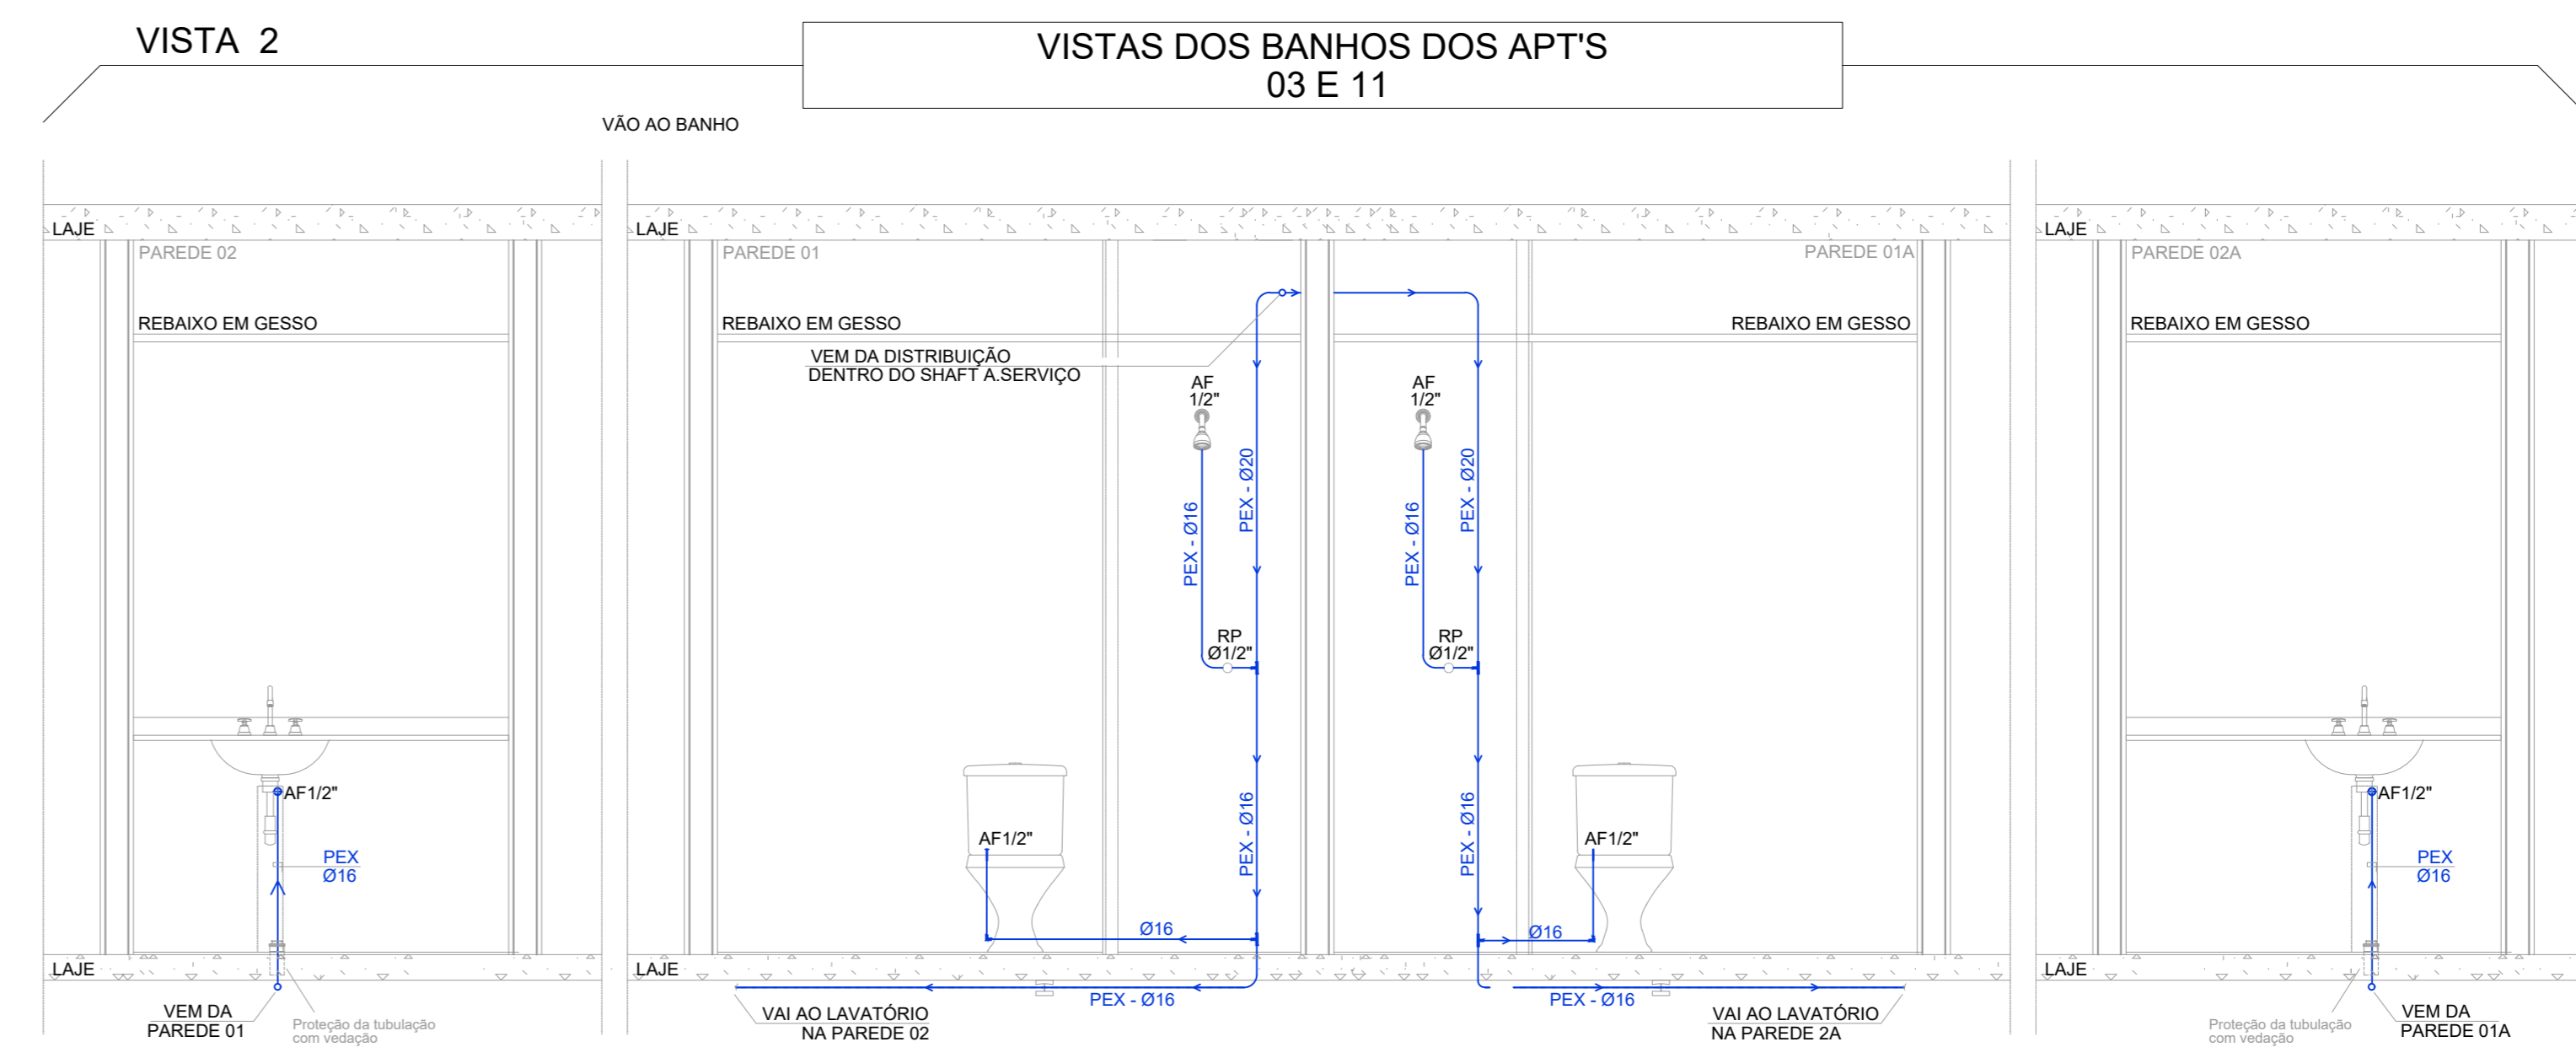 VISTA 2
VISTAS DOS BANHOS DOS APT'S
03 E 11
VÃO AO BANHO
LAJE
LAJE
LAJE
PAREDE 02
PAREDE 01
PAREDE 01A
PAREDE 02A
REBAIXO EM GESSO
REBAIXO EM GESSO
REBAIXO EM GESSO
REBAIXO EM GESSO
VEM DA DISTRIBUIÇÃO
DENTRO DO SHAFT A.SERVIÇO
AF
1/2"
AF
1/2"
PEX - Ø16
PEX - Ø20
PEX - Ø16
PEX - Ø20
RP
Ø1/2"
RP
Ø1/2"
AF1/2"
AF1/2"
PEX - Ø16
PEX - Ø16
AF1/2"
AF1/2"
PEX
Ø16
PEX
Ø16
Ø16
Ø16
LAJE
LAJE
LAJE
PEX - Ø16
PEX - Ø16
VEM DA
PAREDE 01
Proteção da tubulação
com vedação
VAI AO LAVATÓRIO
NA PAREDE 02
VAI AO LAVATÓRIO
NA PAREDE 2A
Proteção da tubulação
com vedação
VEM DA
PAREDE 01A